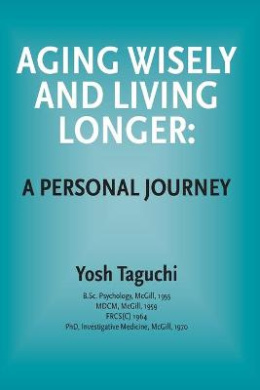 AGING WISELY
AND LIVING
LONGER:
A PERSONAL JOURNEY
Yosh Taguchi
B.Sc. Psychology, McGill, 1955
MDCM, McGill, 1959
FRCS[C] 1964
PhD, Investigative Medicine, McGill, 1970